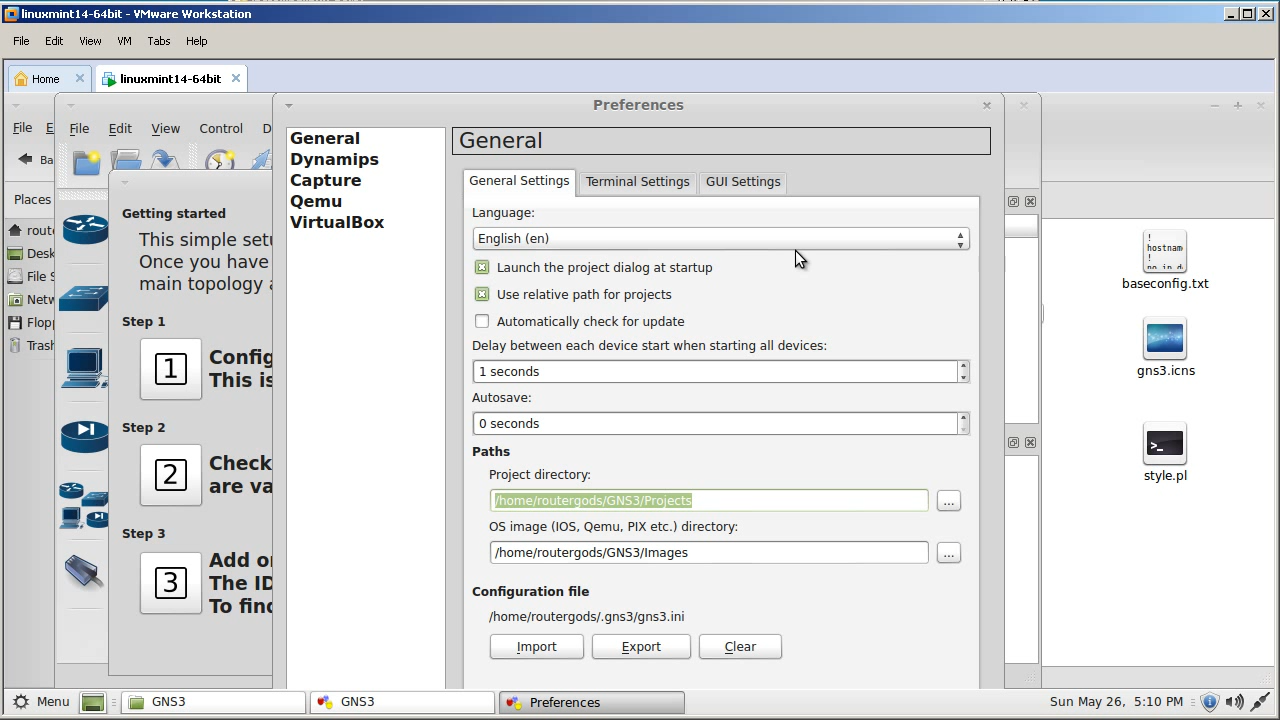 linuxmint14-64bit - VMware Workstation
File Edit View VM Tabs Help
Home
linuxmint14-64bit
File
File Edit View Control
Places
Desk
File S
Trash
Getting started
This simple setu
Once you have
main topology a
Step 1
1
Config
This is
Step 2
2
Check
are va
Step 3
3
Add
The ID
To find
Preferences
General
Dynamips
Capture
Qemu
VirtualBox
General
General Settings Terminal Settings GUI Settings
Language:
English (en)
Launch the project dialog at startup
Use relative path for projects
Automatically check for update
Delay between each device start when starting all devices:
1 seconds
Autosave:
0 seconds
Paths
Project directory:
/home/routergods/GNS3/Projects
...
OS image (IOS, Qemu, PIX etc.) directory:
/home/routergods/GNS3/Images
...
Configuration file
/home/routergods/.gns3/gns3.ini
Import Export Clear
! hostnam
!
no ip d
baseconfig.txt
gns3.icns
>_
style.pl
Menu
GNS3
GNS3
Preferences
Sun May 26, 5:10 PM